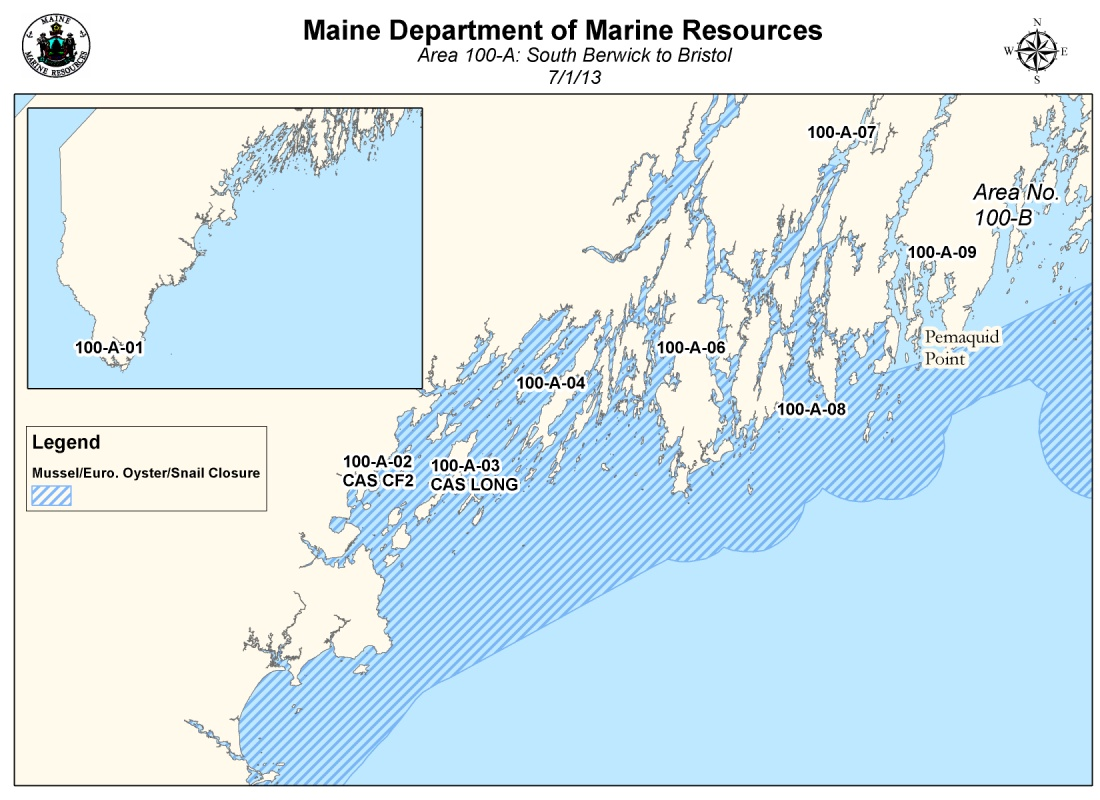 MAINE
MARINE RESOURCES
Maine Department of Marine Resources
Area 100-A: South Berwick to Bristol
7/1/13
N
W
E
S
100-A-07
Area No.
100-B
100-A-09
100-A-01
Pemaquid
Point
100-A-06
100-A-04
100-A-08
Legend
Mussel/Euro. Oyster/Snail Closure
100-A-02
CAS CF2
100-A-03
CAS LONG